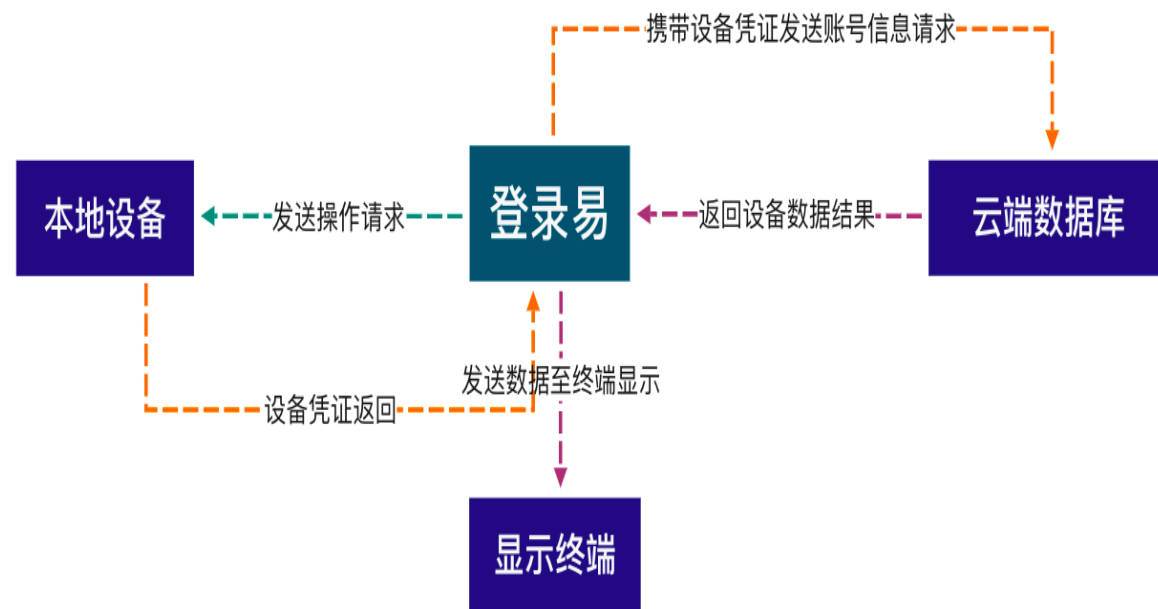 携带设备凭证发送账号信息请求
本地设备
发送操作请求
登录易
返回设备数据结果
云端数据库
发送数据至终端显示
设备凭证返回
显示终端